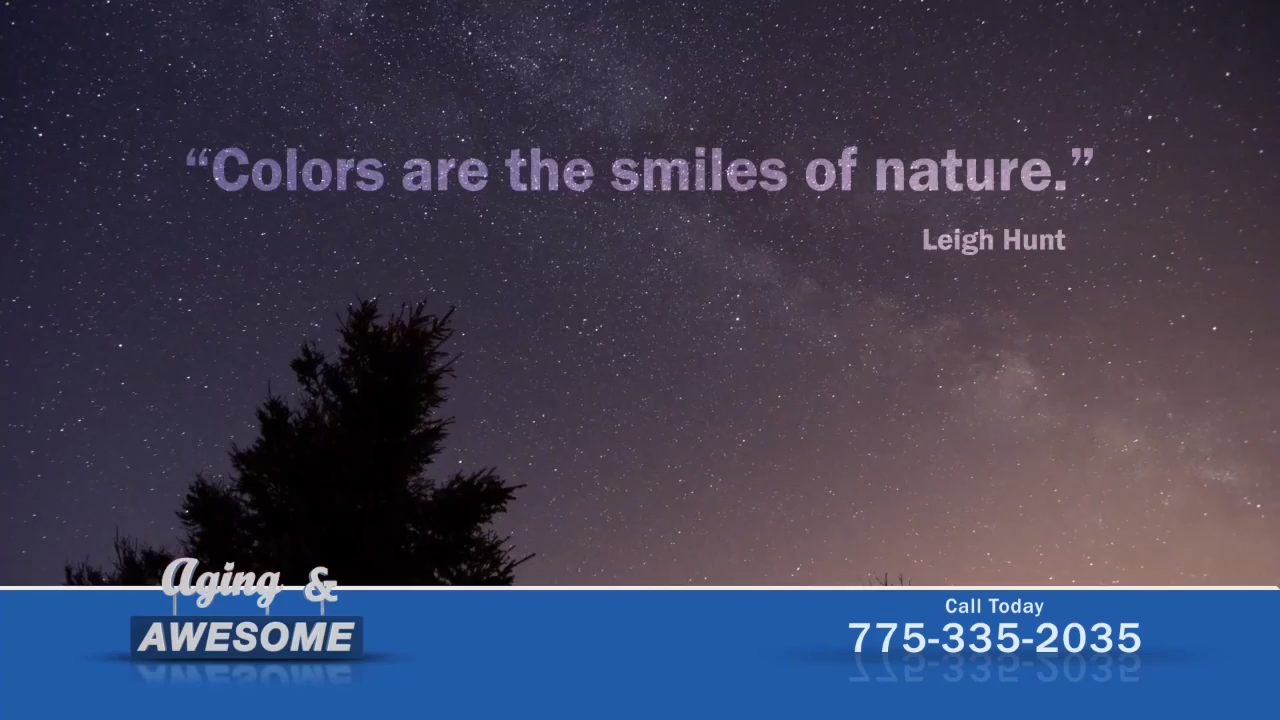 “Colors are the smiles of nature.”
Leigh Hunt
Aging &
AWESOME
Call Today
775-335-2035